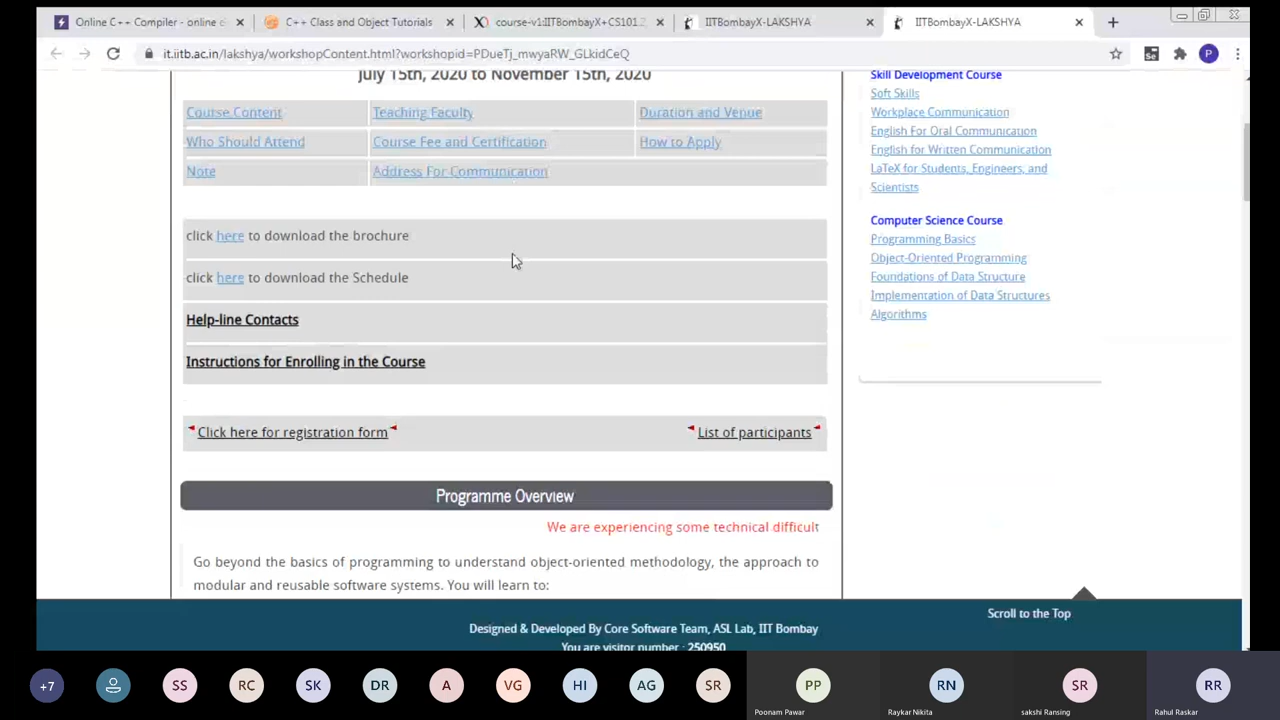 Online C++ Compiler - online e
C++ Class and Object Tutorials
course-v1:IITBombayX+CS101.2
IITBombayX-LAKSHYA
IITBombayX-LAKSHYA
it.iitb.ac.in/lakshya/workshopContent.html?workshopid=PDueTj_mwyaRW_GLkidCeQ
Se
P
July 15th, 2020 to November 15th, 2020
Course Content Teaching Faculty Duration and Venue
Who Should Attend Course Fee and Certification How to Apply
Note Address For Communication
click here to download the brochure
click here to download the Schedule
Help-line Contacts
Instructions for Enrolling in the Course
Click here for registration form List of participants
Programme Overview
We are experiencing some technical difficult
Go beyond the basics of programming to understand object-oriented methodology, the approach to
modular and reusable software systems. You will learn to:
Skill Development Course
Soft Skills
Workplace Communication
English For Oral Communication
English for Written Communication
LaTeX for Students, Engineers, and
Scientists
Computer Science Course
Programming Basics
Object-Oriented Programming
Foundations of Data Structure
Implementation of Data Structures
Algorithms
Scroll to the Top
Designed & Developed By Core Software Team, ASL Lab, IIT Bombay
You are visitor number : 250950
+7 SS RC SK DR A VG HI AG SR PP RN SR RR
Poonam Pawar Raykar Nikita sakshi Ransing Rahul Raskar